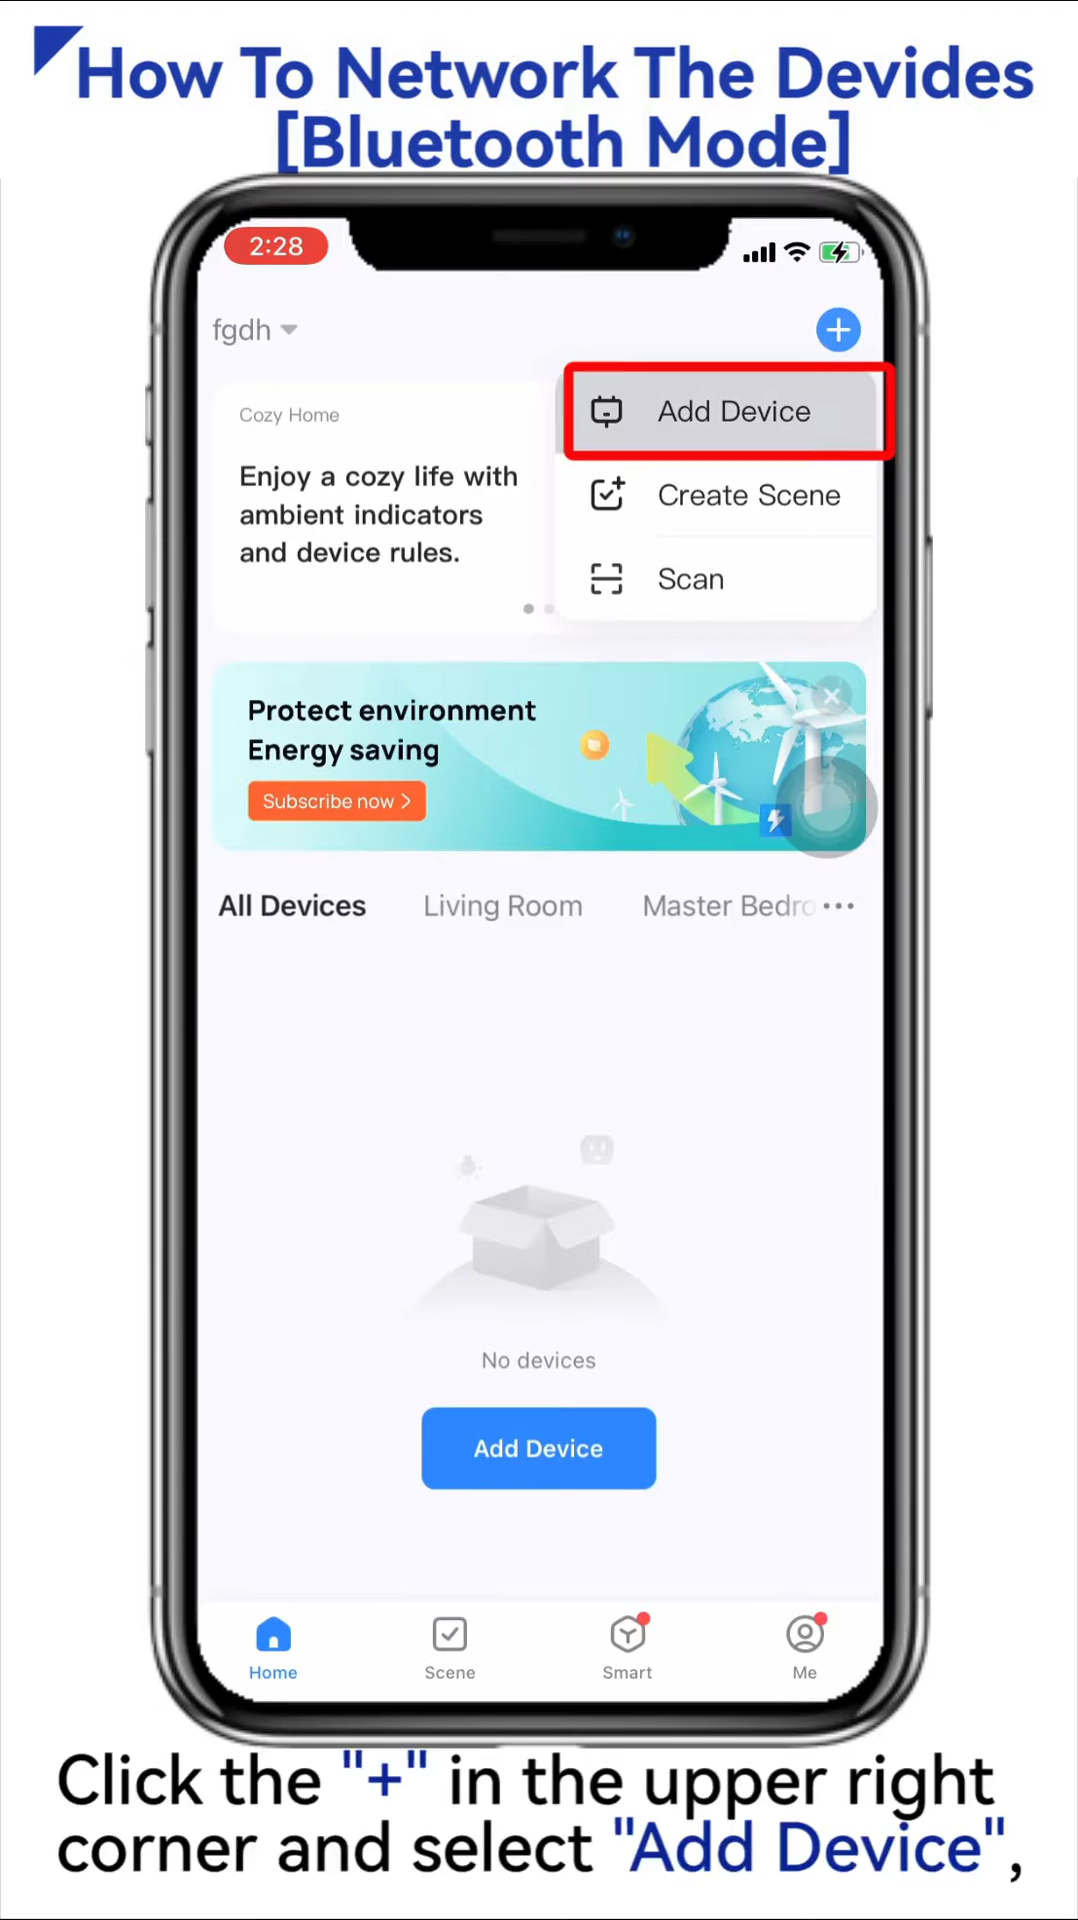 How To Network The Devides
[Bluetooth Mode]
2:28
fgdh
Add Device
Cozy Home
Enjoy a cozy life with
ambient indicators
and device rules.
Create Scene
Scan
Protect environment
Energy saving
Subscribe now >
All Devices
Living Room
Master Bedro
No devices
Add Device
Home
Scene
Smart
Me
Click the "+" in the upper right
corner and select "Add Device",